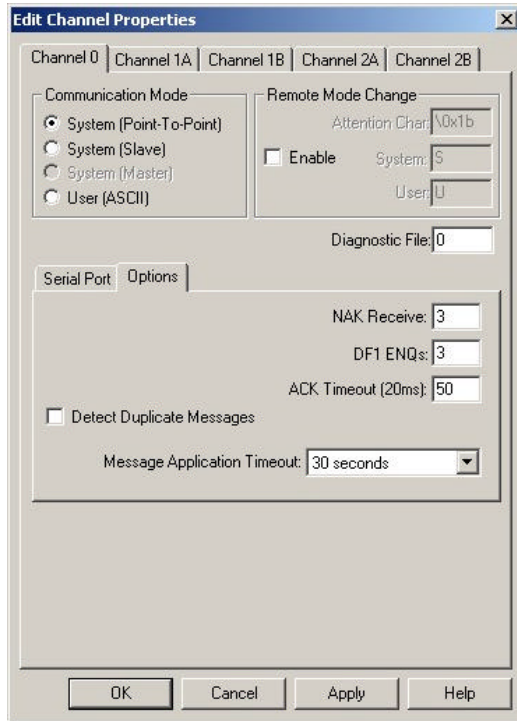 Edit Channel Properties
Channel 0 Channel 1A Channel 1B Channel 2A Channel 2B
Communication Mode
System (Point-To-Point)
System (Slave)
System (Master)
User (ASCII)
Remote Mode Change
Attention Char: \0x1b
Enable System: S
User: U
Diagnostic File: 0
Serial Port Options
NAK Receive: 3
DF1 ENQs: 3
ACK Timeout (20ms): 50
Detect Duplicate Messages
Message Application Timeout: 30 seconds
OK Cancel Apply Help